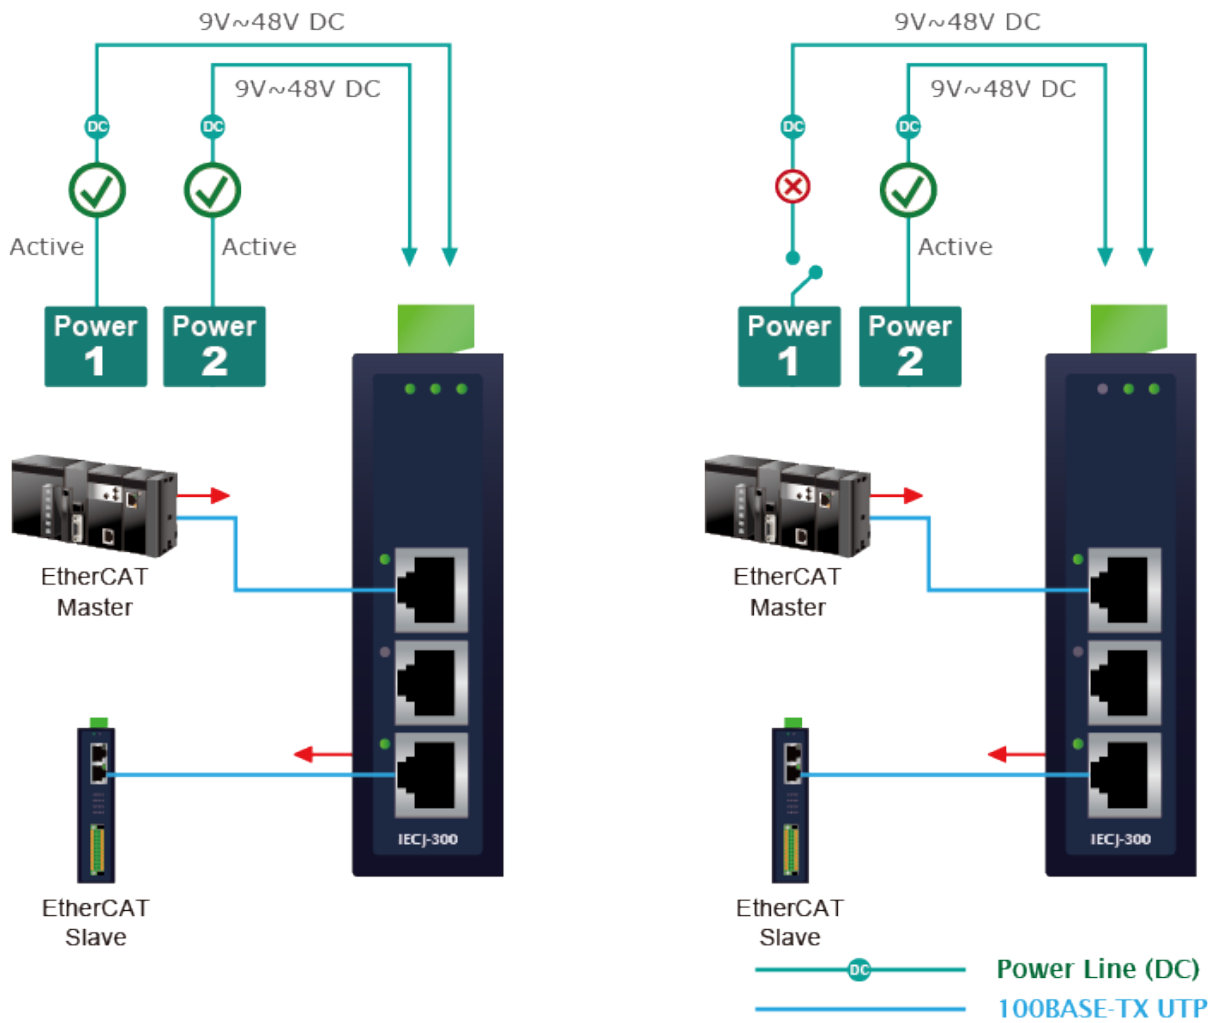 9V~48V DC
9V~48V DC
DC
DC
Active
Active
Power
1
Power
2
EtherCAT
Master
IECJ-300
EtherCAT
Slave
9V~48V DC
9V~48V DC
DC
DC
Active
Power
1
Power
2
EtherCAT
Master
IECJ-300
EtherCAT
Slave
DC
Power Line (DC)
100BASE-TX UTP